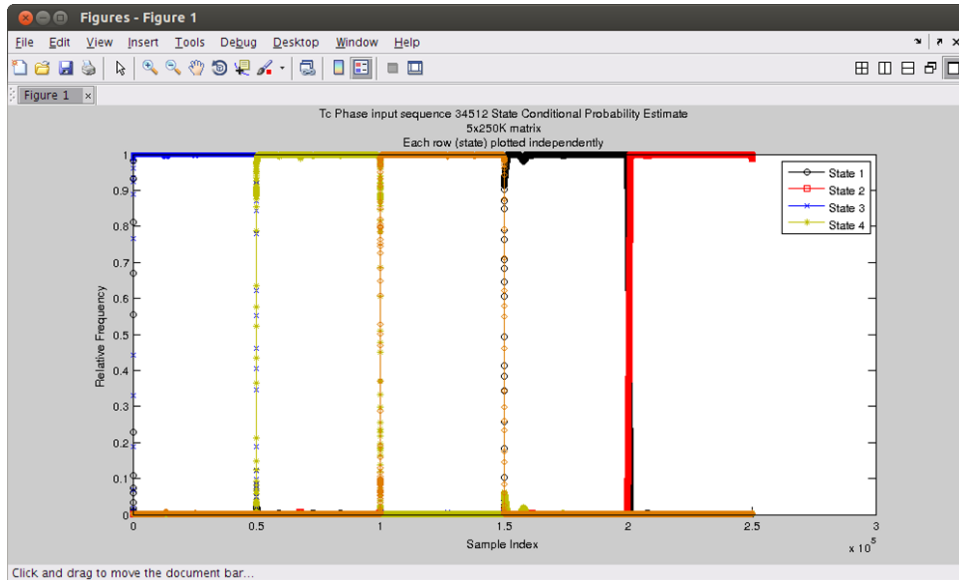 Figures - Figure 1
File Edit View Insert Tools Debug Desktop Window Help
Figure 1
Tc Phase input sequence 34512 State Conditional Probability Estimate
5x250K matrix
Each row (state) plotted independently
1
0.9
0.8
0.7
0.6
0.5
0.4
0.3
0.2
0.1
0
Relative Frequency
State 1
State 2
State 3
State 4
0 0.5 1 1.5 2 2.5 3
x 10^5
Sample Index
Click and drag to move the document bar...